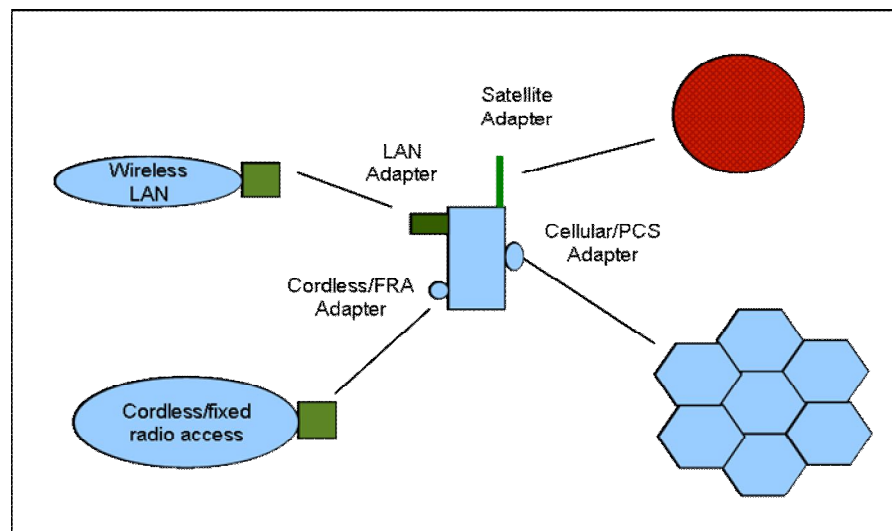 Satellite
Adapter
LAN
Adapter
Wireless
LAN
Cellular/PCS
Adapter
Cordless/FRA
Adapter
Cordless/fixed
radio access